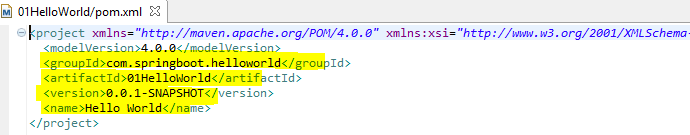 01HelloWorld/pom.xml
<project xmlns="http://maven.apache.org/POM/4.0.0" xmlns:xsi="http://www.w3.org/2001/XMLSchema-
<modelVersion>4.0.0</modelVersion>
<groupId>com.springboot.helloworld</groupId>
<artifactId>01HelloWorld</artifactId>
<version>0.0.1-SNAPSHOT</version>
<name>Hello World</name>
</project>